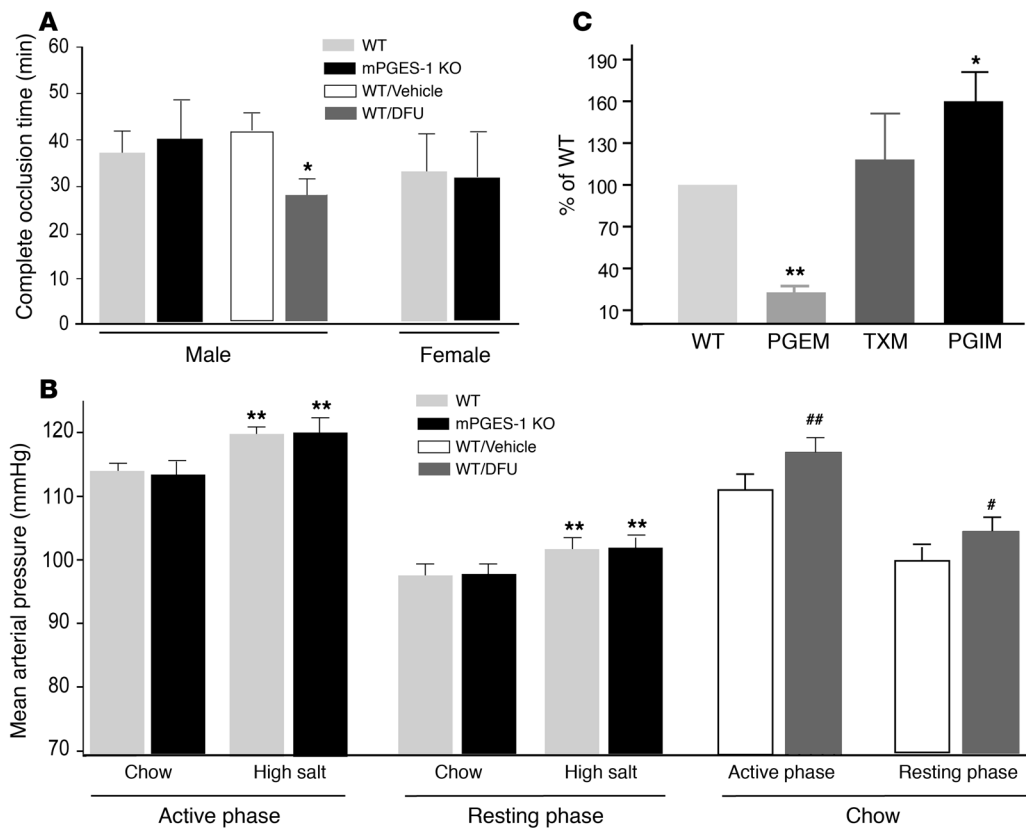 A
Complete occlusion time (min)
60
50
40
30
20
10
0
WT
mPGES-1 KO
WT/Vehicle
WT/DFU
*
Male
Female
C
% of WT
190
160
130
100
70
40
10
**
*
WT PGEM TXM PGIM
B
Mean arterial pressure (mmHg)
120
110
100
90
80
70
WT
mPGES-1 KO
WT/Vehicle
WT/DFU
** **
** **
##
#
Chow High salt Chow High salt Active phase Resting phase
Active phase Resting phase Chow